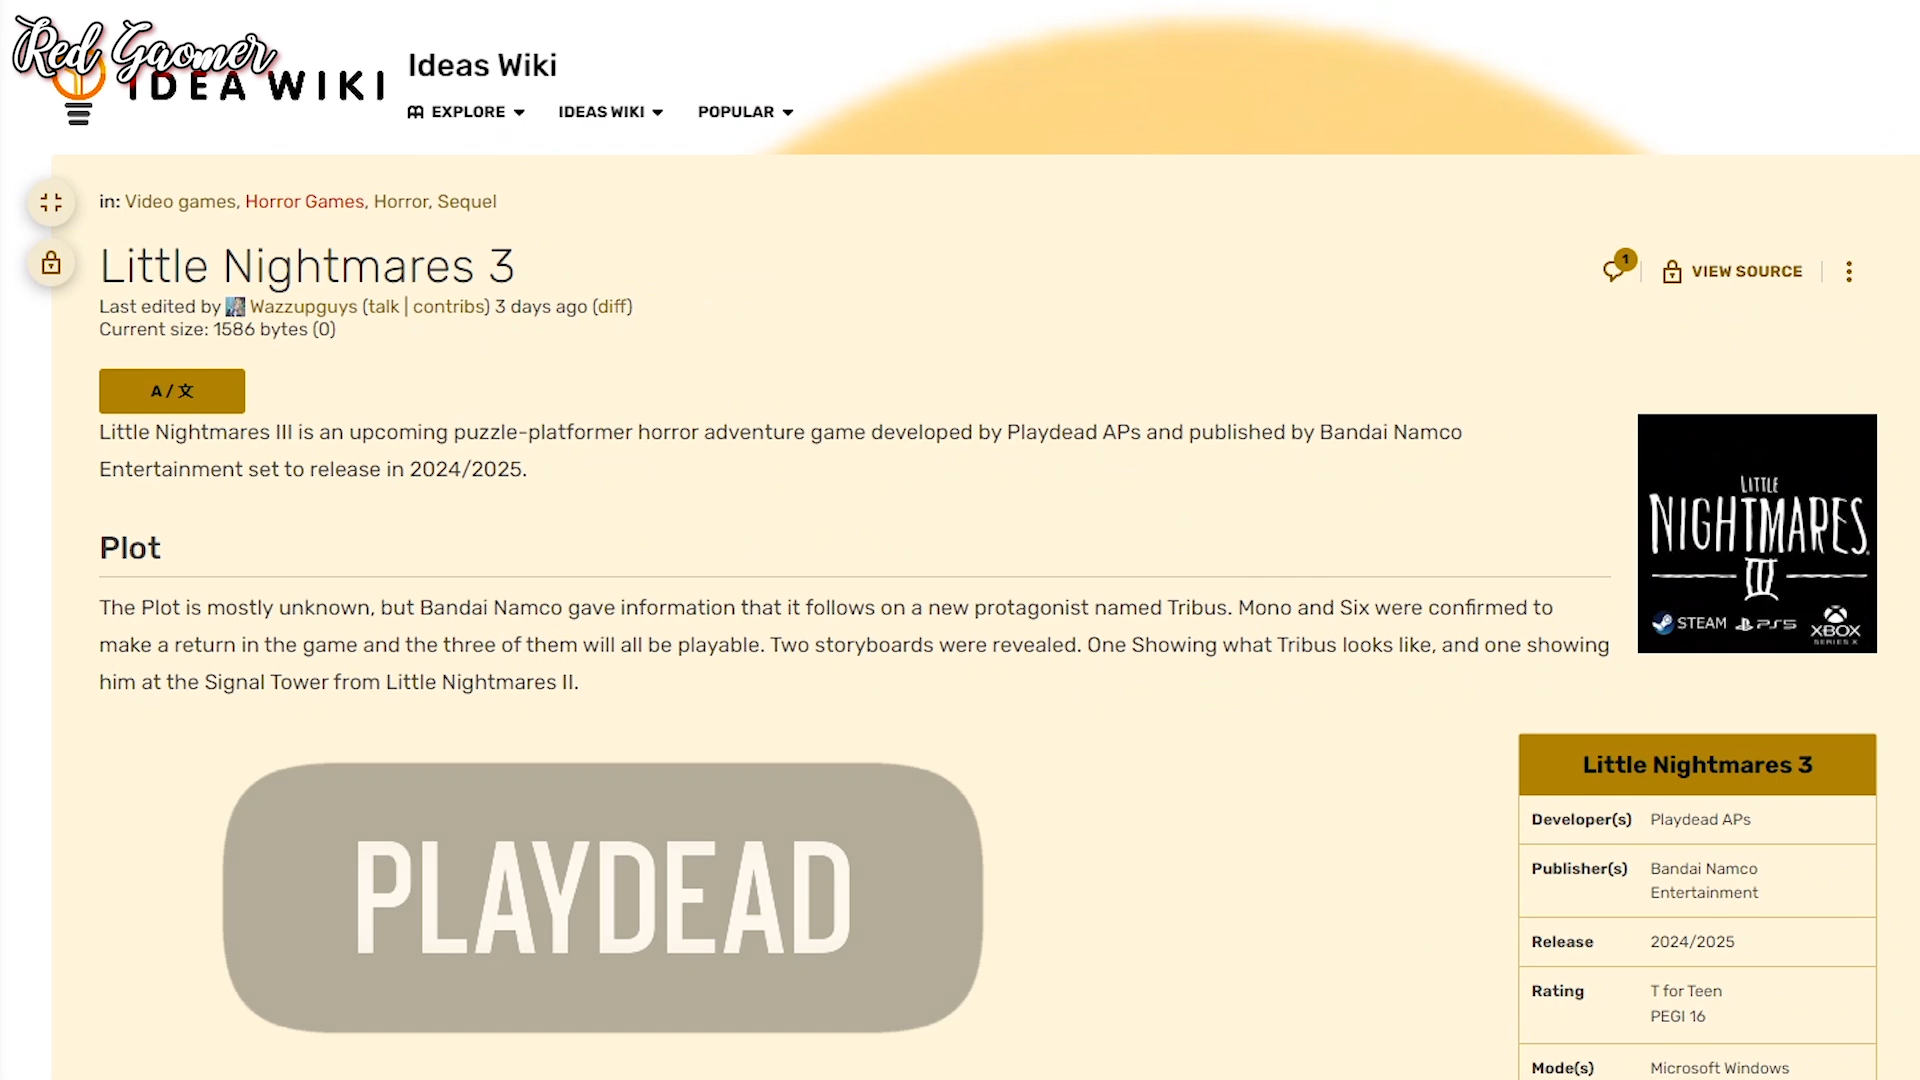 Red Gaomer
IDEA WIKI
Ideas Wiki
EXPLORE
IDEAS WIKI
POPULAR
in: Video games, Horror Games, Horror, Sequel
Little Nightmares 3
1
VIEW SOURCE
Last edited by Wazzupguys (talk | contribs) 3 days ago (diff)
Current size: 1586 bytes (0)
A / 文
Little Nightmares III is an upcoming puzzle-platformer horror adventure game developed by Playdead APs and published by Bandai Namco
Entertainment set to release in 2024/2025.
LITTLE
NIGHTMARES
III
STEAM PS5 XBOX
SERIES X
Plot
The Plot is mostly unknown, but Bandai Namco gave information that it follows on a new protagonist named Tribus. Mono and Six were confirmed to
make a return in the game and the three of them will all be playable. Two storyboards were revealed. One Showing what Tribus looks like, and one showing
him at the Signal Tower from Little Nightmares II.
PLAYDEAD
Little Nightmares 3
Developer(s) Playdead APs
Publisher(s) Bandai Namco
Entertainment
Release 2024/2025
Rating T for Teen
PEGI 16
Mode(s) Microsoft Windows